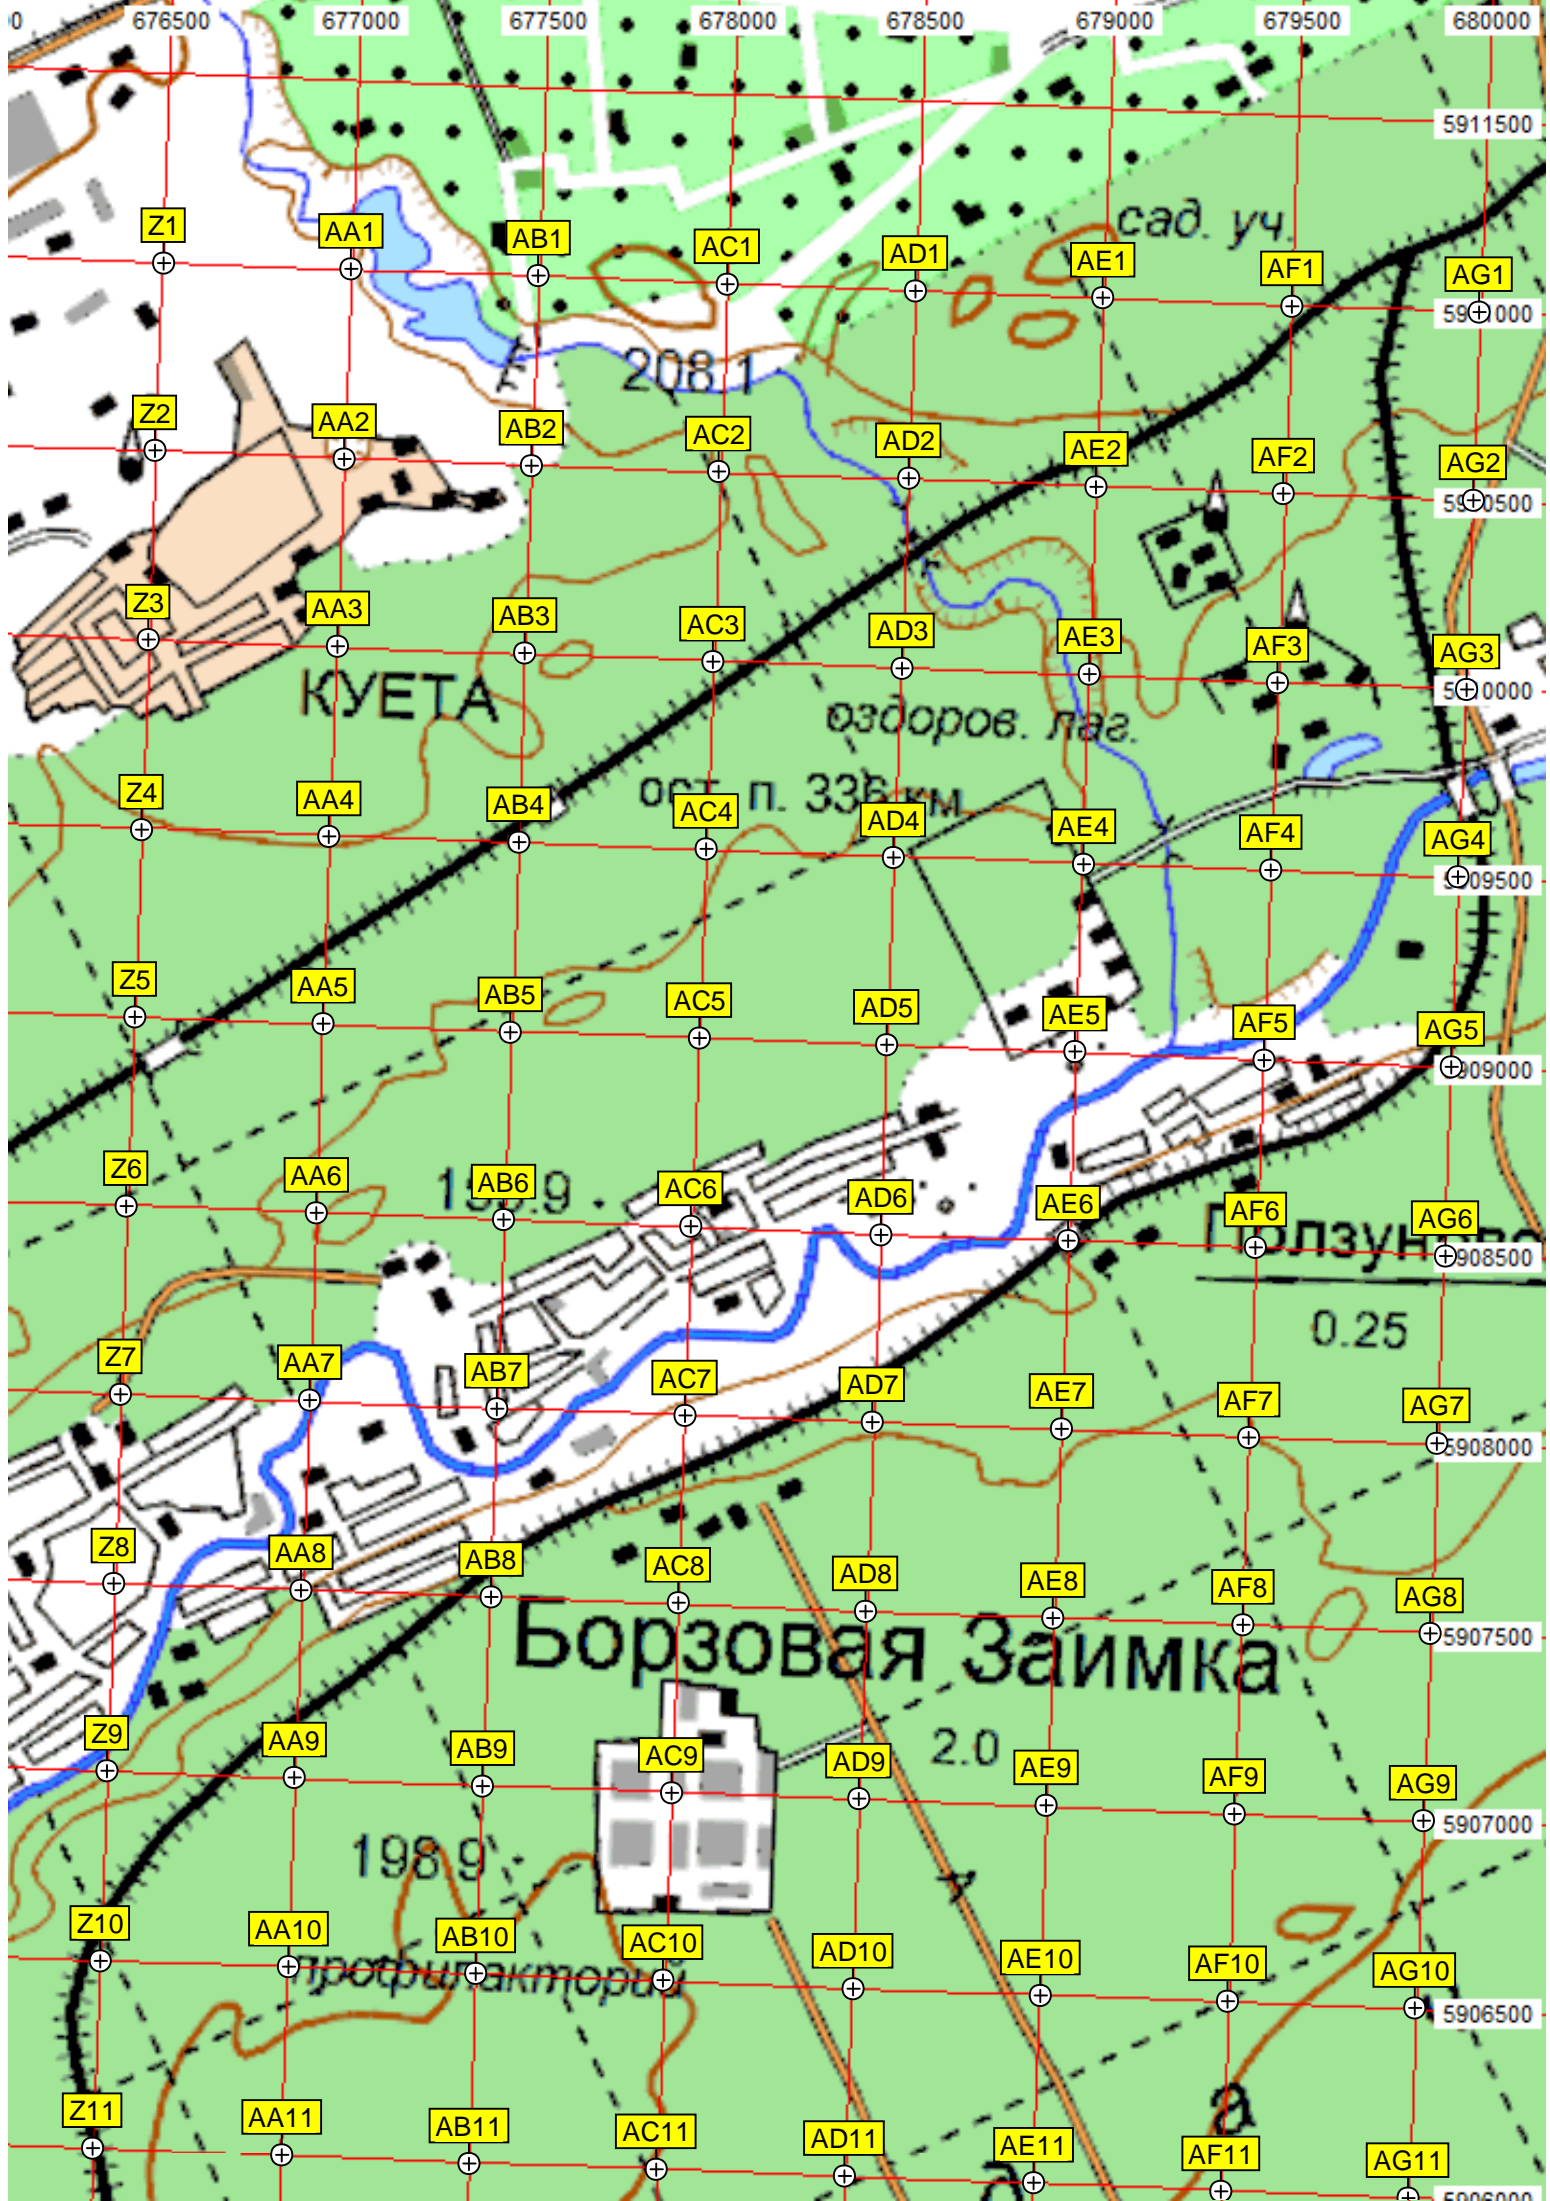 676500 677000 677500 678000 678500 679000 679500 680000
5911500
сад. уч.
Z1 AA1 AB1 AC1 AD1 AE1 AF1 AG1
208.1
Z2 AA2 AB2 AC2 AD2 AE2 AF2 AG2
Z3 AA3 AB3 AC3 AD3 AE3 AF3 AG3
КУЕТА
оздоров. лаг.
ост. п. 336 км
Z4 AA4 AB4 AC4 AD4 AE4 AF4 AG4
5909500
Z5 AA5 AB5 AC5 AD5 AE5 AF5 AG5
909000
Z6 AA6 AB6 AC6 AD6 AE6 AF6 AG6
908500
0.25
Z7 AA7 AB7 AC7 AD7 AE7 AF7 AG7
5908000
Z8 AA8 AB8 AC8 AD8 AE8 AF8 AG8
5907500
Борзовая Заимка
2.0
Z9 AA9 AB9 AC9 AD9 AE9 AF9 AG9
5907000
198.9
Z10 AA10 AB10 AC10 AD10 AE10 AF10 AG10
профилакторий
5906500
Z11 AA11 AB11 AC11 AD11 AE11 AF11 AG11